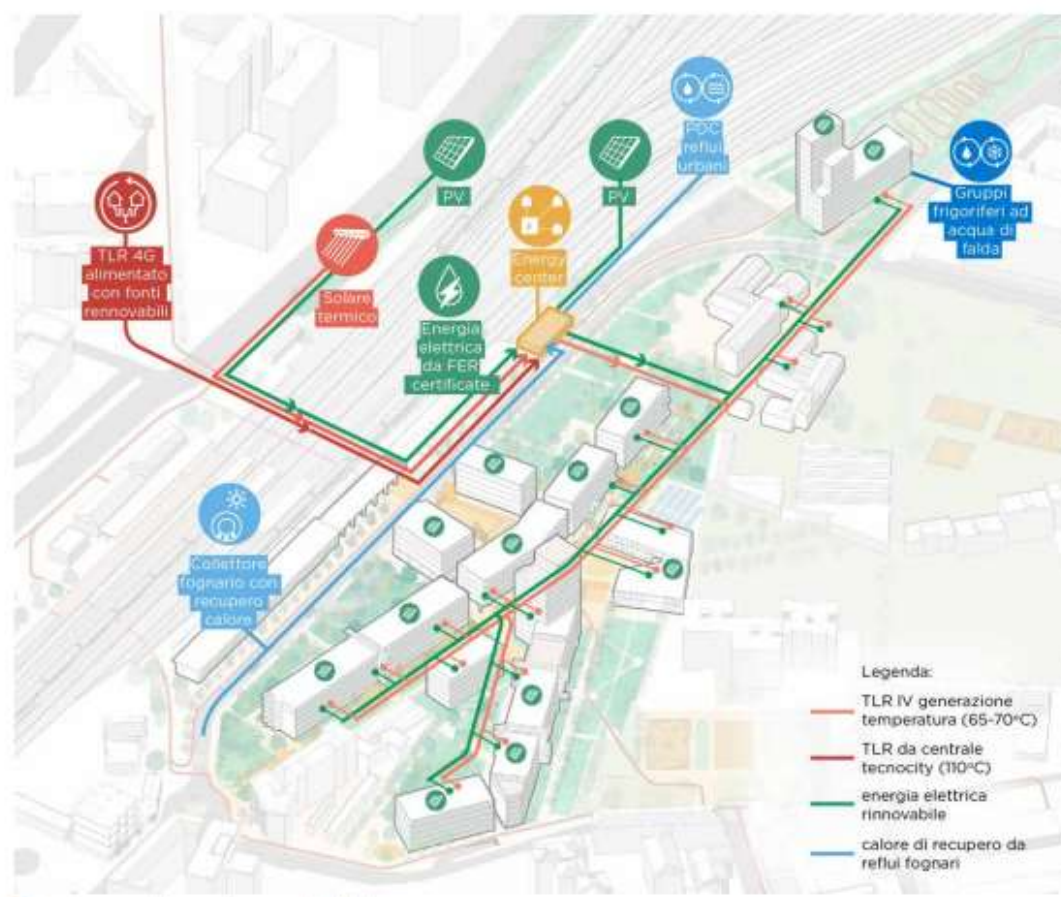 PDC
reflui
urbani
PV
PV
Gruppi
frigoriferi ad
acqua di
falda
TLR 4G
alimentato
con fonti
rennovabili
Solare
termico
Energia
elettrica
da FER
certificate
Energy
center
Collettore
fognario con
recupero
calore
Legenda:
TLR IV generazione
temperatura (65-70°C)
TLR da centrale
tecnocity (110°C)
energia elettrica
rinnovabile
calore di recupero da
reflui fognari